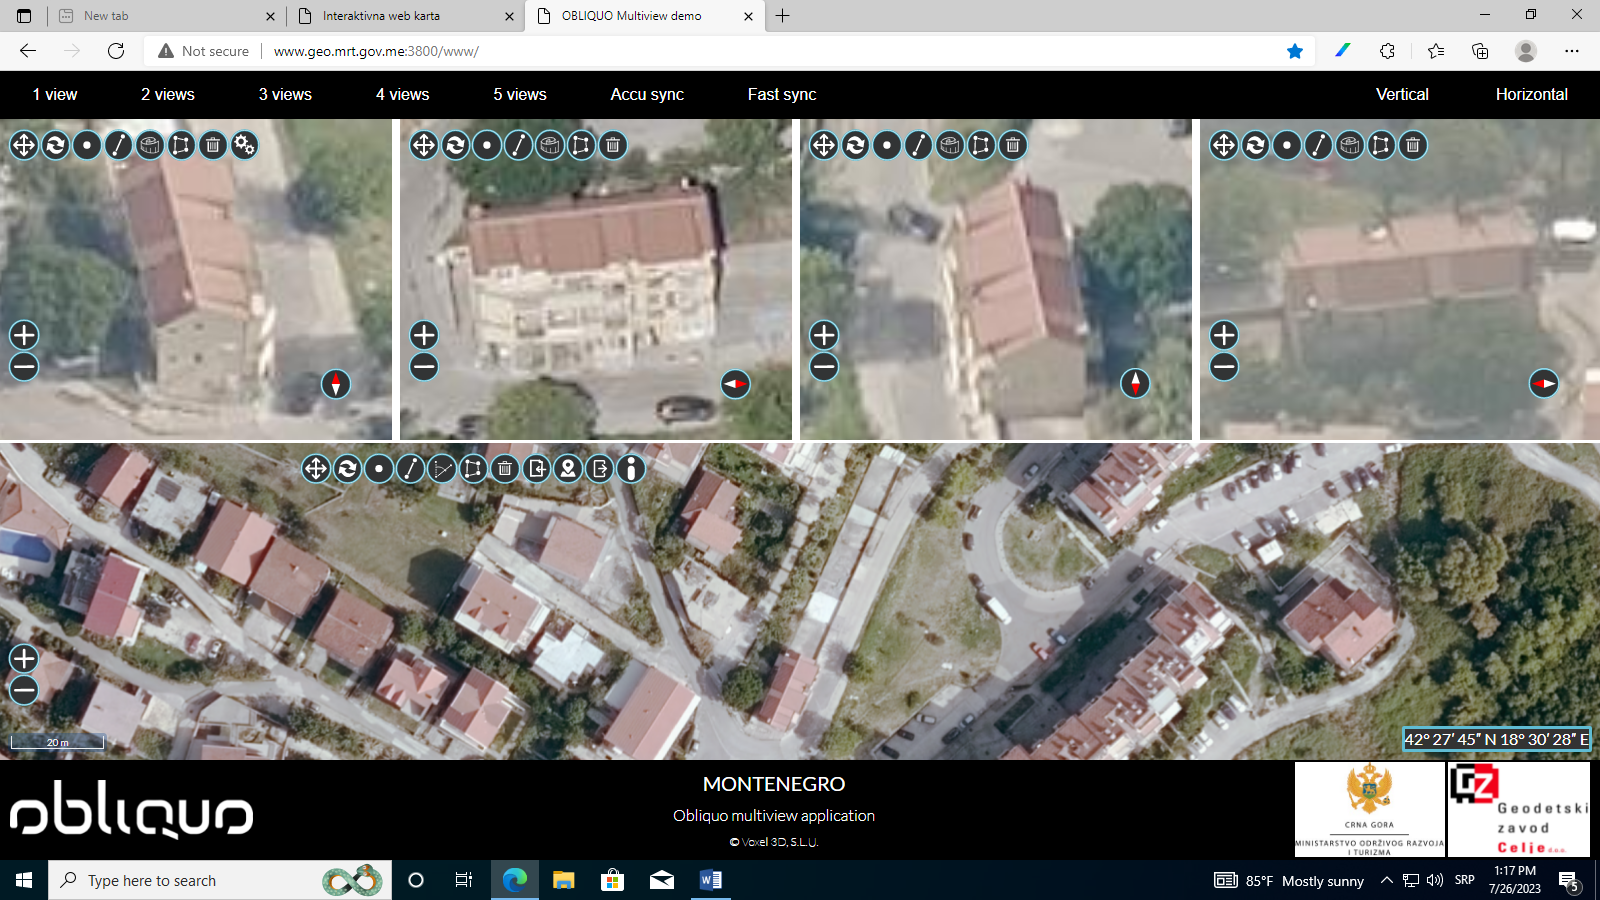 New tab
Interaktivna web karta
OBLIQUO Multiview demo
Not secure
www.geo.mrt.gov.me:3800/www/
1 view
2 views
3 views
4 views
5 views
Accu sync
Fast sync
Vertical
Horizontal
20 m
42° 27′ 45″ N 18° 30′ 28″ E
obliquo
MONTENEGRO
Obliquo multiview application
© Voxel 3D, S.L.U.
CRNA GORA
MINISTARSTVO ODRŽIVOG RAZVOJA
I TURIZMA
GZ
Geodetski
zavod
Celje d.o.o.
Type here to search
85°F Mostly sunny
SRP
1:17 PM
7/26/2023
5